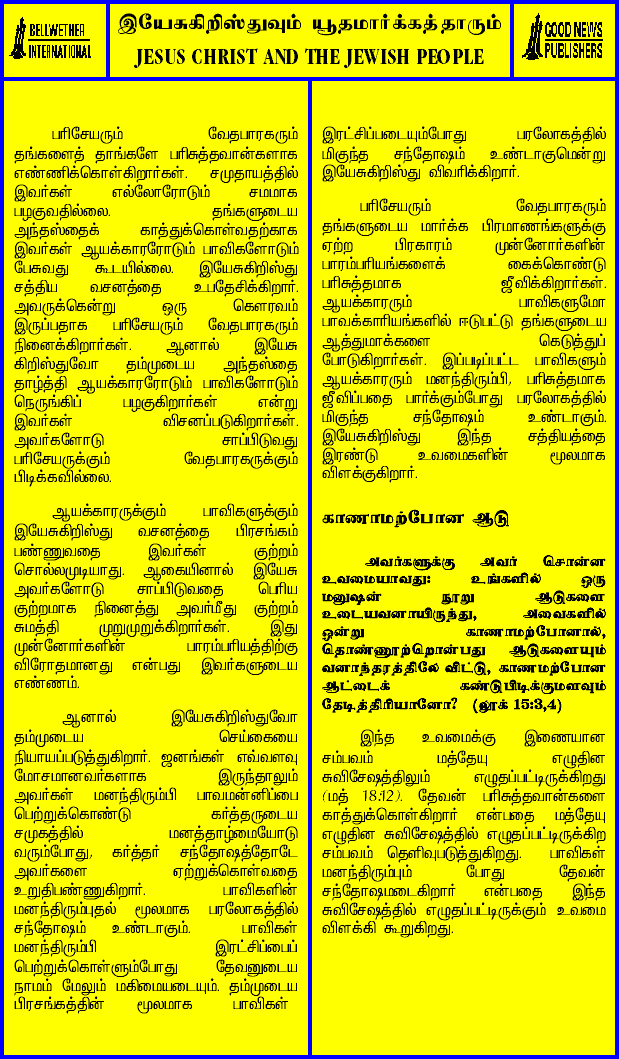 BELLWETHER
INTERNATIONAL
இயேசுகிறிஸ்துவும் யூதமார்க்கத்தாரும்
JESUS CHRIST AND THE JEWISH PEOPLE
GOOD NEWS
PUBLISHERS
பரிசேயரும் வேதபாரகரும்
தங்களைத் தாங்களே பரிசுத்தவான்களாக
எண்ணிக்கொள்கிறார்கள். சமுதாயத்தில்
இவர்கள் எல்லோரோடும் சமமாக
பழகுவதில்லை. தங்களுடைய
அந்தஸ்தைக் காத்துக்கொள்வதற்காக
இவர்கள் ஆயக்காரரோடும் பாவிகளோடும்
பேசுவது கூடயில்லை. இயேசுகிறிஸ்து
சத்திய வசனத்தை உபதேசிக்கிறார்.
அவருக்கென்று ஒரு கௌரவம்
இருப்பதாக பரிசேயரும் வேதபாரகரும்
நினைக்கிறார்கள். ஆனால் இயேசு
கிறிஸ்துவோ தம்முடைய அந்தஸ்தை
தாழ்த்தி ஆயக்காரரோடும் பாவிகளோடும்
நெருங்கிப் பழகுகிறார்கள் என்று
இவர்கள் விசனப்படுகிறார்கள்.
அவர்களோடு சாப்பிடுவது
பரிசேயருக்கும் வேதபாரகருக்கும்
பிடிக்கவில்லை.
ஆயக்காரருக்கும் பாவிகளுக்கும்
இயேசுகிறிஸ்து வசனத்தை பிரசங்கம்
பண்ணுவதை இவர்கள் குற்றம்
சொல்லமுடியாது. ஆகையினால் இயேசு
அவர்களோடு சாப்பிடுவதை பெரிய
குற்றமாக நினைத்து அவர்மீது குற்றம்
சுமத்தி முறுமுறுக்கிறார்கள். இது
முன்னோர்களின் பாரம்பரியத்திற்கு
விரோதமானது என்பது இவர்களுடைய
எண்ணம்.
ஆனால் இயேசுகிறிஸ்துவோ
தம்முடைய செய்கையை
நியாயப்படுத்துகிறார். ஜனங்கள் எவ்வளவு
மோசமானவர்களாக இருந்தாலும்
அவர்கள் மனந்திரும்பி பாவமன்னிப்பை
பெற்றுக்கொண்டு கர்த்தருடைய
சமுகத்தில் மனத்தாழ்மையோடு
வரும்போது, கர்த்தர் சந்தோஷத்தோடே
அவர்களை ஏற்றுக்கொள்வதை
உறுதிபண்ணுகிறார். பாவிகளின்
மனந்திரும்புதல் மூலமாக பரலோகத்தில்
சந்தோஷம் உண்டாகும். பாவிகள்
மனந்திரும்பி இரட்சிப்பைப்
பெற்றுக்கொள்ளும்போது தேவனுடைய
நாமம் மேலும் மகிமையடையும். தம்முடைய
பிரசங்கத்தின் மூலமாக பாவிகள்
இரட்சிப்படையும்போது பரலோகத்தில்
மிகுந்த சந்தோஷம் உண்டாகுமென்று
இயேசுகிறிஸ்து விவரிக்கிறார்.
பரிசேயரும் வேதபாரகரும்
தங்களுடைய மார்க்க பிரமாணங்களுக்கு
ஏற்ற பிரகாரம் முன்னோர்களின்
பாரம்பரியங்களைக் கைக்கொண்டு
பரிசுத்தமாக ஜீவிக்கிறார்கள்.
ஆயக்காரரும் பாவிகளுமோ
பாவக்காரியங்களில் ஈடுபட்டு தங்களுடைய
ஆத்துமாக்களை கெடுத்துப்
போடுகிறார்கள். இப்படிப்பட்ட பாவிகளும்
ஆயக்காரரும் மனந்திரும்பி, பரிசுத்தமாக
ஜீவிப்பதை பார்க்கும்போது பரலோகத்தில்
மிகுந்த சந்தோஷம் உண்டாகும்.
இயேசுகிறிஸ்து இந்த சத்தியத்தை
இரண்டு உவமைகளின் மூலமாக
விளக்குகிறார்.
காணாமற்போன ஆடு
அவர்களுக்கு அவர் சொன்ன
உவமையாவது: உங்களில் ஒரு
மனுஷன் நூறு ஆடுகளை
உடையவனாயிருந்து, அவைகளில்
ஒன்று காணாமற்போனால்,
தொண்ணூற்றொன்பது ஆடுகளையும்
வனாந்தரத்திலே விட்டு, காணமற்போன
ஆட்டைக் கண்டுபிடிக்குமளவும்
தேடித்திரியானோ? (லூக் 15:3,4)
இந்த உவமைக்கு இணையான
சம்பவம் மத்தேயு எழுதின
சுவிசேஷத்திலும் எழுதப்பட்டிருக்கிறது
(மத் 18:12). தேவன் பரிசுத்தவான்களை
காத்துக்கொள்கிறார் என்பதை மத்தேயு
எழுதின சுவிசேஷத்தில் எழுதப்பட்டிருக்கிற
சம்பவம் தெளிவுபடுத்துகிறது. பாவிகள்
மனந்திரும்பும் போது தேவன்
சந்தோஷமடைகிறார் என்பதை இந்த
சுவிசேஷத்தில் எழுதப்பட்டிருக்கும் உவமை
விளக்கி கூறுகிறது.